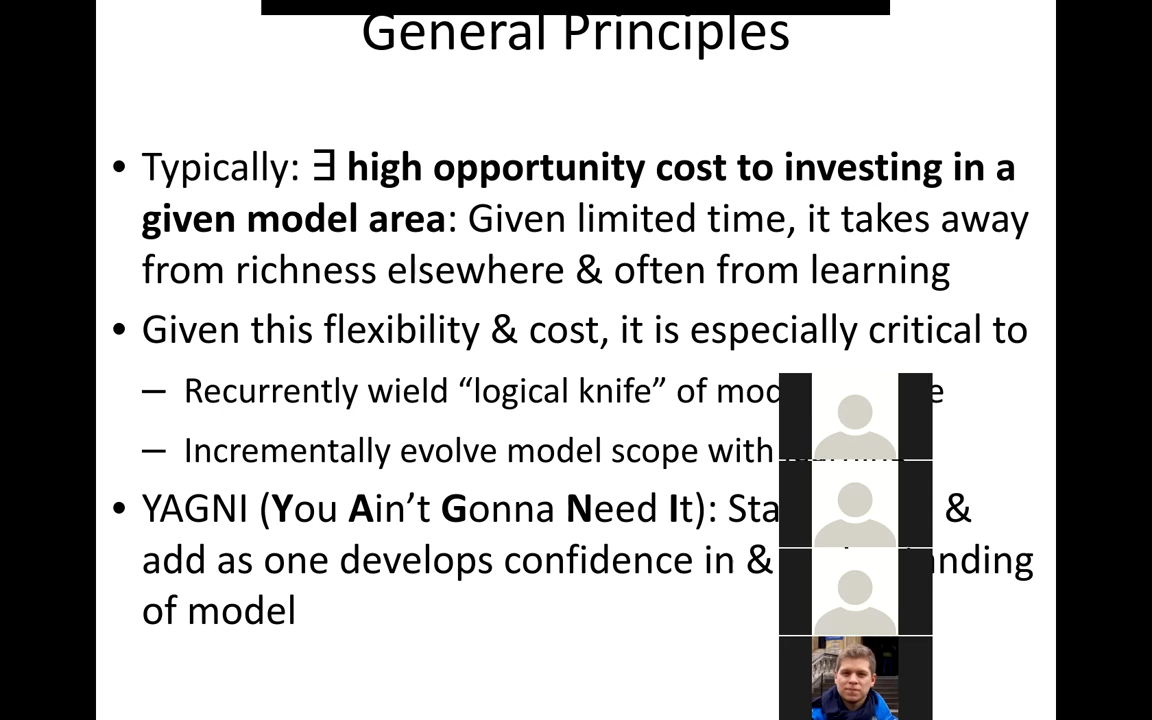 General Principles
• Typically: ∃ high opportunity cost to investing in a
given model area: Given limited time, it takes away
from richness elsewhere & often from learning
• Given this flexibility & cost, it is especially critical to
– Recurrently wield “logical knife” of
– Incrementally evolve model scope with
• YAGNI (You Ain’t Gonna Need It): &
add as one develops confidence in &
of model